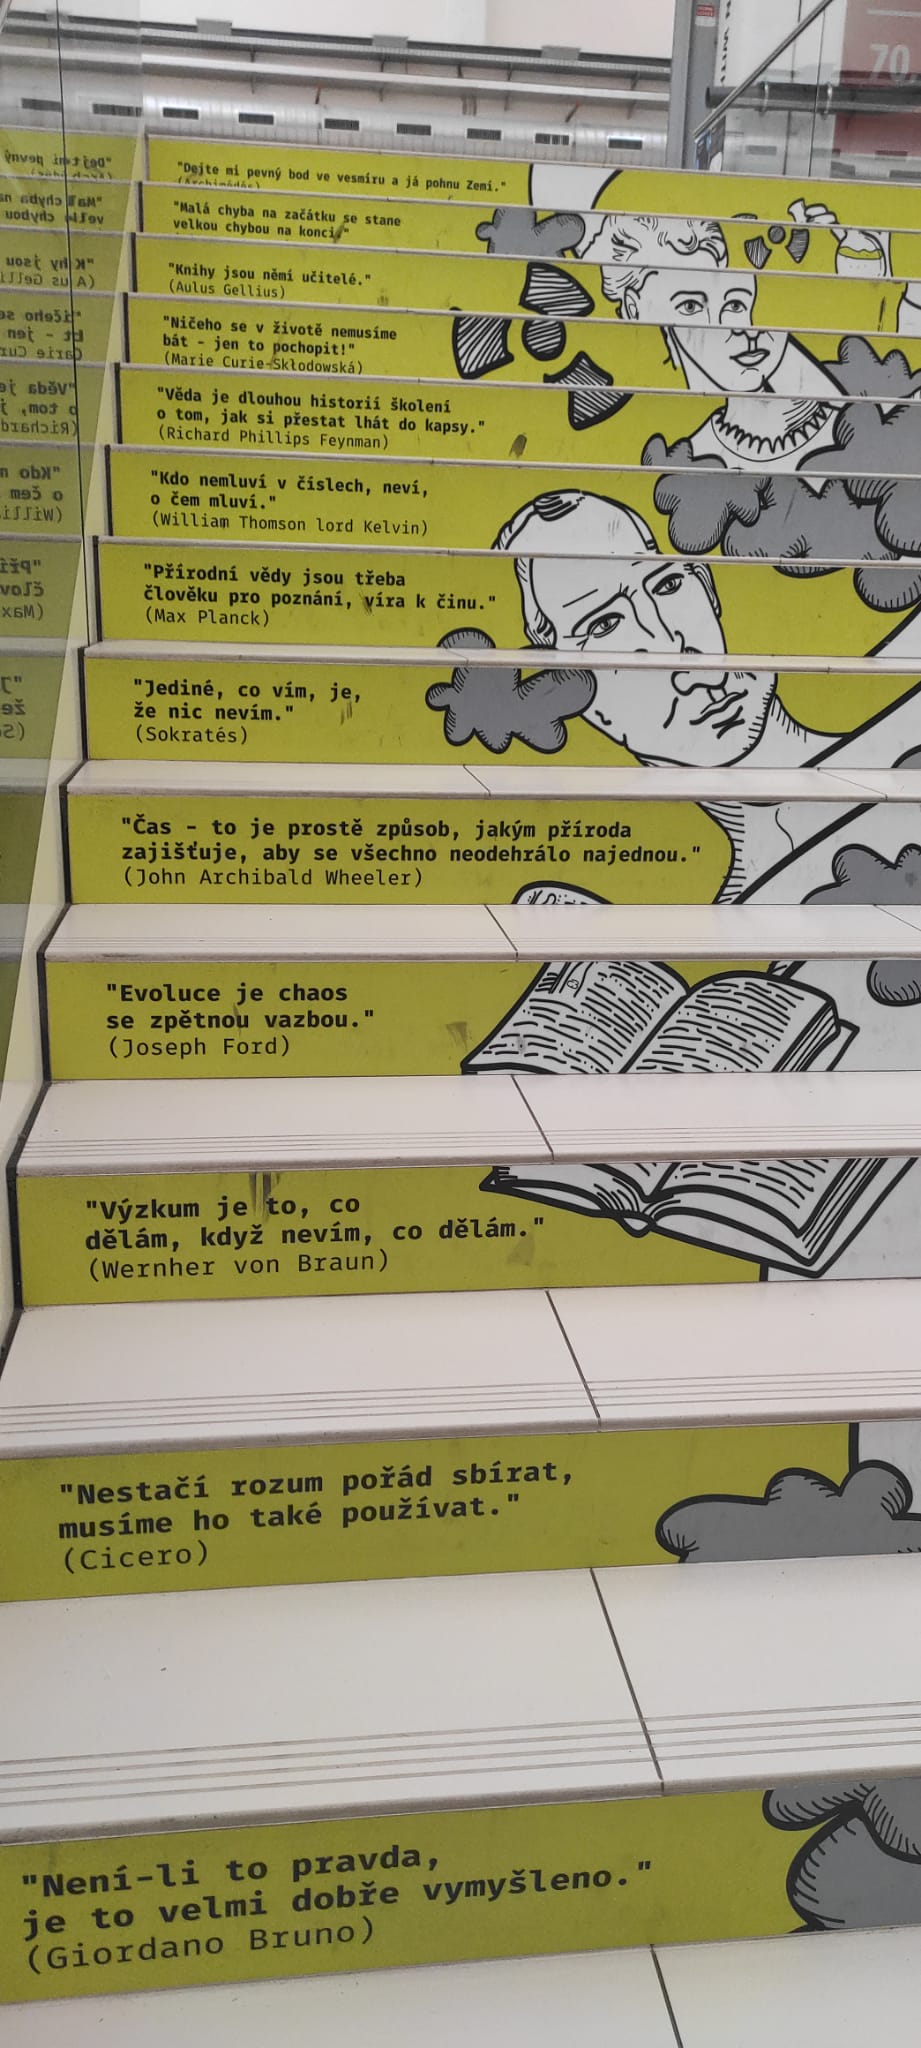 "Dejte mi pevný bod ve vesmíru a já pohnu Zemí."
(Archimédés)
"Malá chyba na začátku se stane
velkou chybou na konci."
"Knihy jsou němí učitelé."
(Aulus Gellius)
"Ničeho se v životě nemusíme
bát - jen to pochopit!"
(Marie Curie-Skłodowská)
"Věda je dlouhou historií školení
o tom, jak si přestat lhát do kapsy."
(Richard Phillips Feynman)
"Kdo nemluví v číslech, neví,
o čem mluví."
(William Thomson lord Kelvin)
"Přírodní vědy jsou třeba
člověku pro poznání, víra k činu."
(Max Planck)
"Jediné, co vím, je,
že nic nevím."
(Sokratés)
"Čas - to je prostě způsob, jakým příroda
zajišťuje, aby se všechno neodehrálo najednou."
(John Archibald Wheeler)
"Evoluce je chaos
se zpětnou vazbou."
(Joseph Ford)
"Výzkum je to, co
dělám, když nevím, co dělám."
(Wernher von Braun)
"Nestačí rozum pořád sbírat,
musíme ho také používat."
(Cicero)
"Není-li to pravda,
je to velmi dobře vymyšleno."
(Giordano Bruno)
70